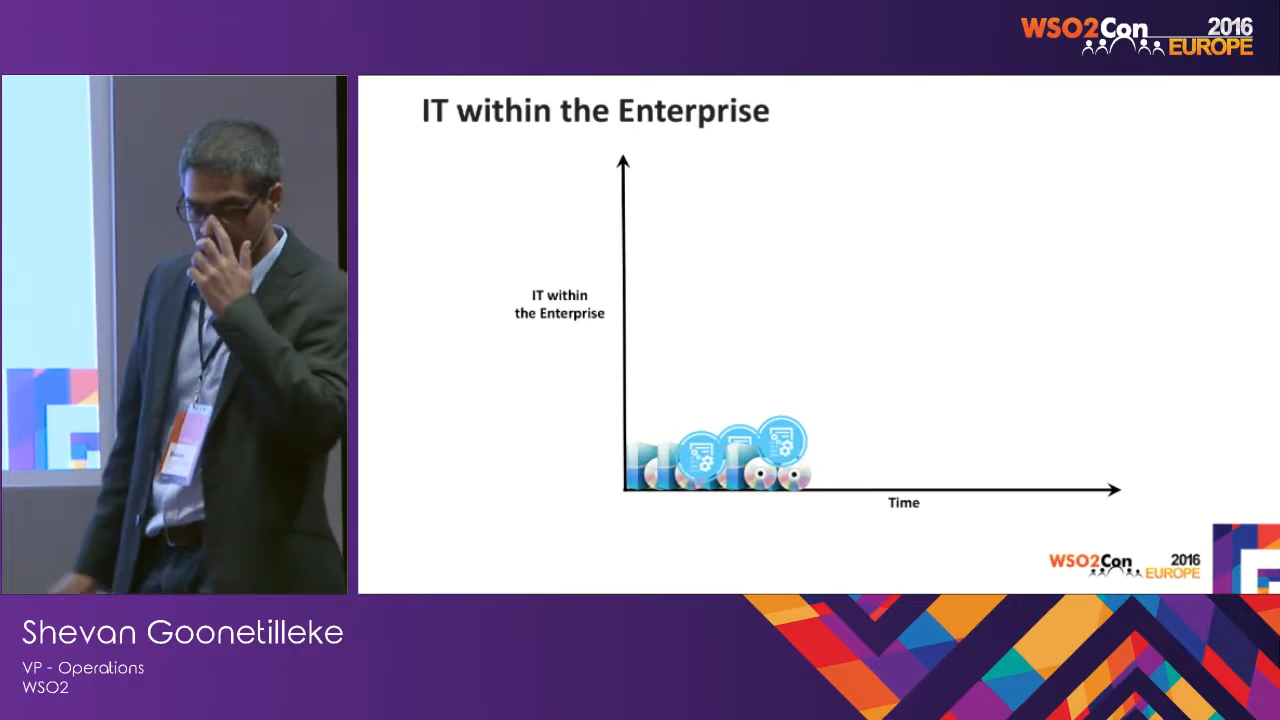 WSO2Con 2016
EUROPE
IT within the Enterprise
IT within
the Enterprise
Time
WSO2Con 2016
EUROPE
Shevan Goonetilleke
VP - Operations
WSO2